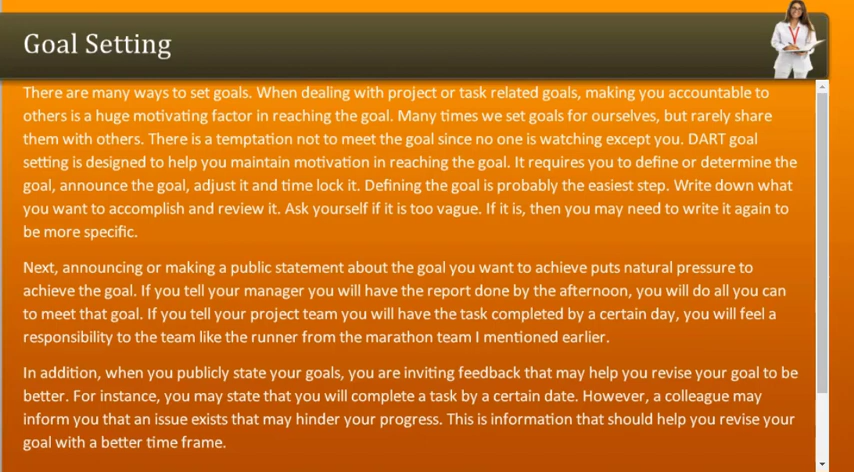 Goal Setting
There are many ways to set goals. When dealing with project or task related goals, making you accountable to
others is a huge motivating factor in reaching the goal. Many times we set goals for ourselves, but rarely share
them with others. There is a temptation not to meet the goal since no one is watching except you. DART goal
setting is designed to help you maintain motivation in reaching the goal. It requires you to define or determine the
goal, announce the goal, adjust it and time lock it. Defining the goal is probably the easiest step. Write down what
you want to accomplish and review it. Ask yourself if it is too vague. If it is, then you may need to write it again to
be more specific.
Next, announcing or making a public statement about the goal you want to achieve puts natural pressure to
achieve the goal. If you tell your manager you will have the report done by the afternoon, you will do all you can
to meet that goal. If you tell your project team you will have the task completed by a certain day, you will feel a
responsibility to the team like the runner from the marathon team I mentioned earlier.
In addition, when you publicly state your goals, you are inviting feedback that may help you revise your goal to be
better. For instance, you may state that you will complete a task by a certain date. However, a colleague may
inform you that an issue exists that may hinder your progress. This is information that should help you revise your
goal with a better time frame.